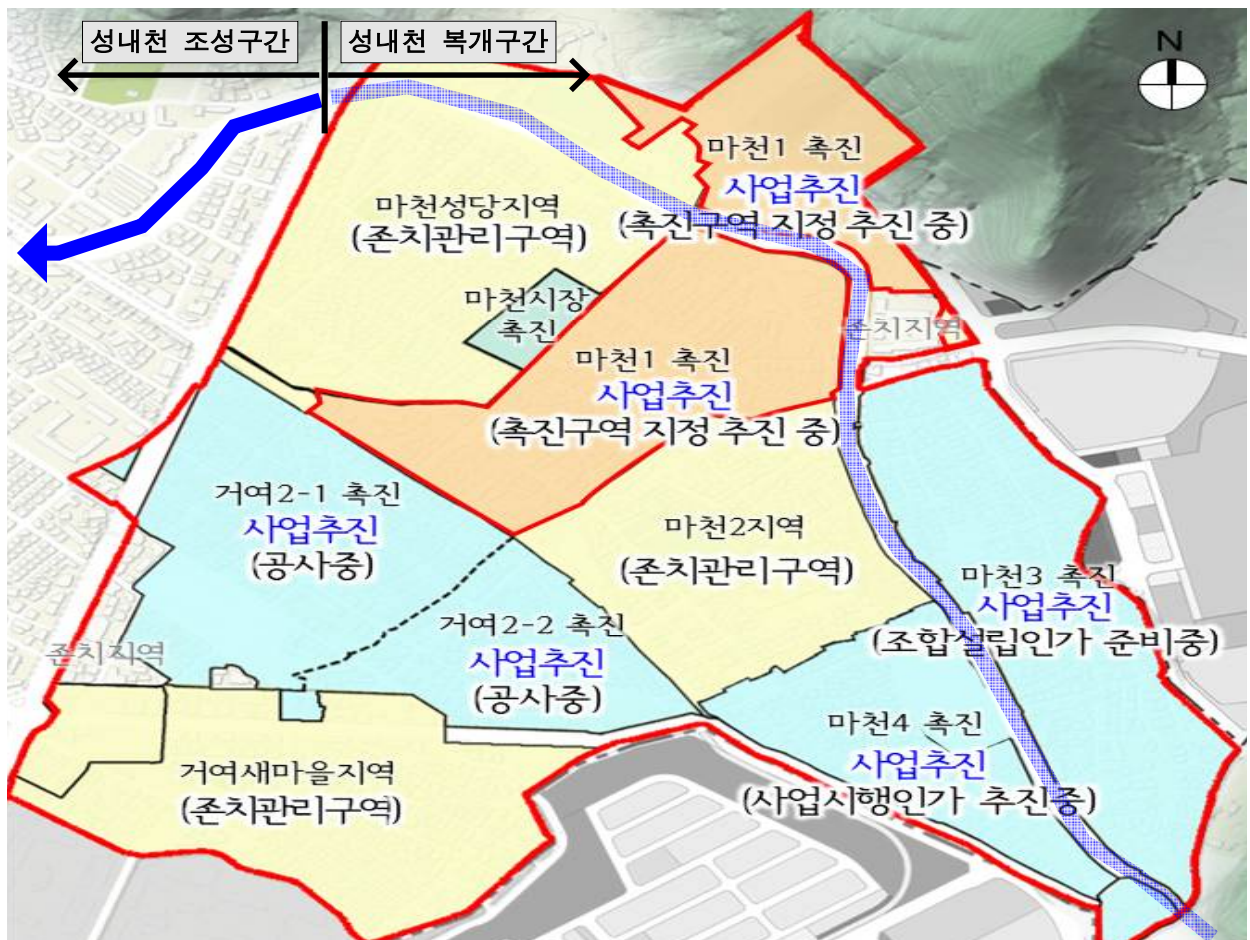 성내천 조성구간
성내천 복개구간
N
마천1 촉진
사업추진
(촉진구역 지정 추진 중)
마천성당지역
(존치관리구역)
마천시장
촉진
존치지역
마천1 촉진
사업추진
(촉진구역 지정 추진 중)
거여2-1 촉진
사업추진
(공사중)
마천2지역
(존치관리구역)
마천3 촉진
사업추진
(조합설립인가 준비중)
거여2-2 촉진
사업추진
(공사중)
존치지역
마천4 촉진
사업추진
(사업시행인가 추진중)
거여새마을지역
(존치관리구역)